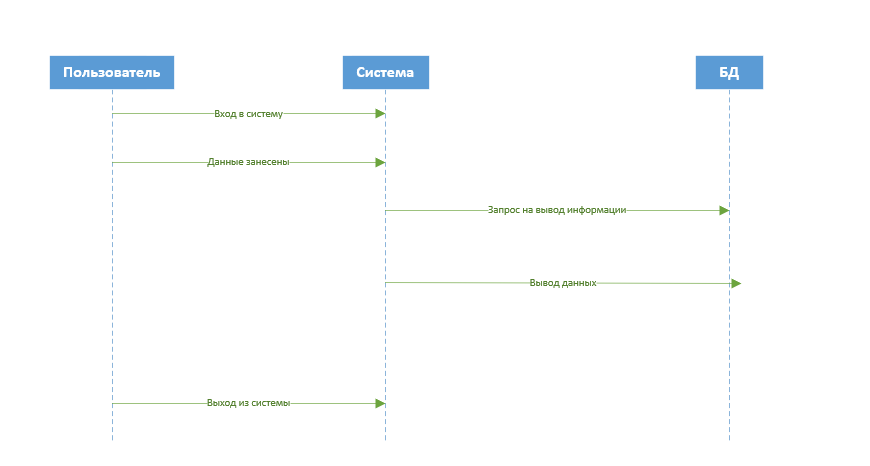 Пользователь
Система
БД
Вход в систему
Данные занесены
Запрос на вывод информации
Вывод данных
Выход из системы